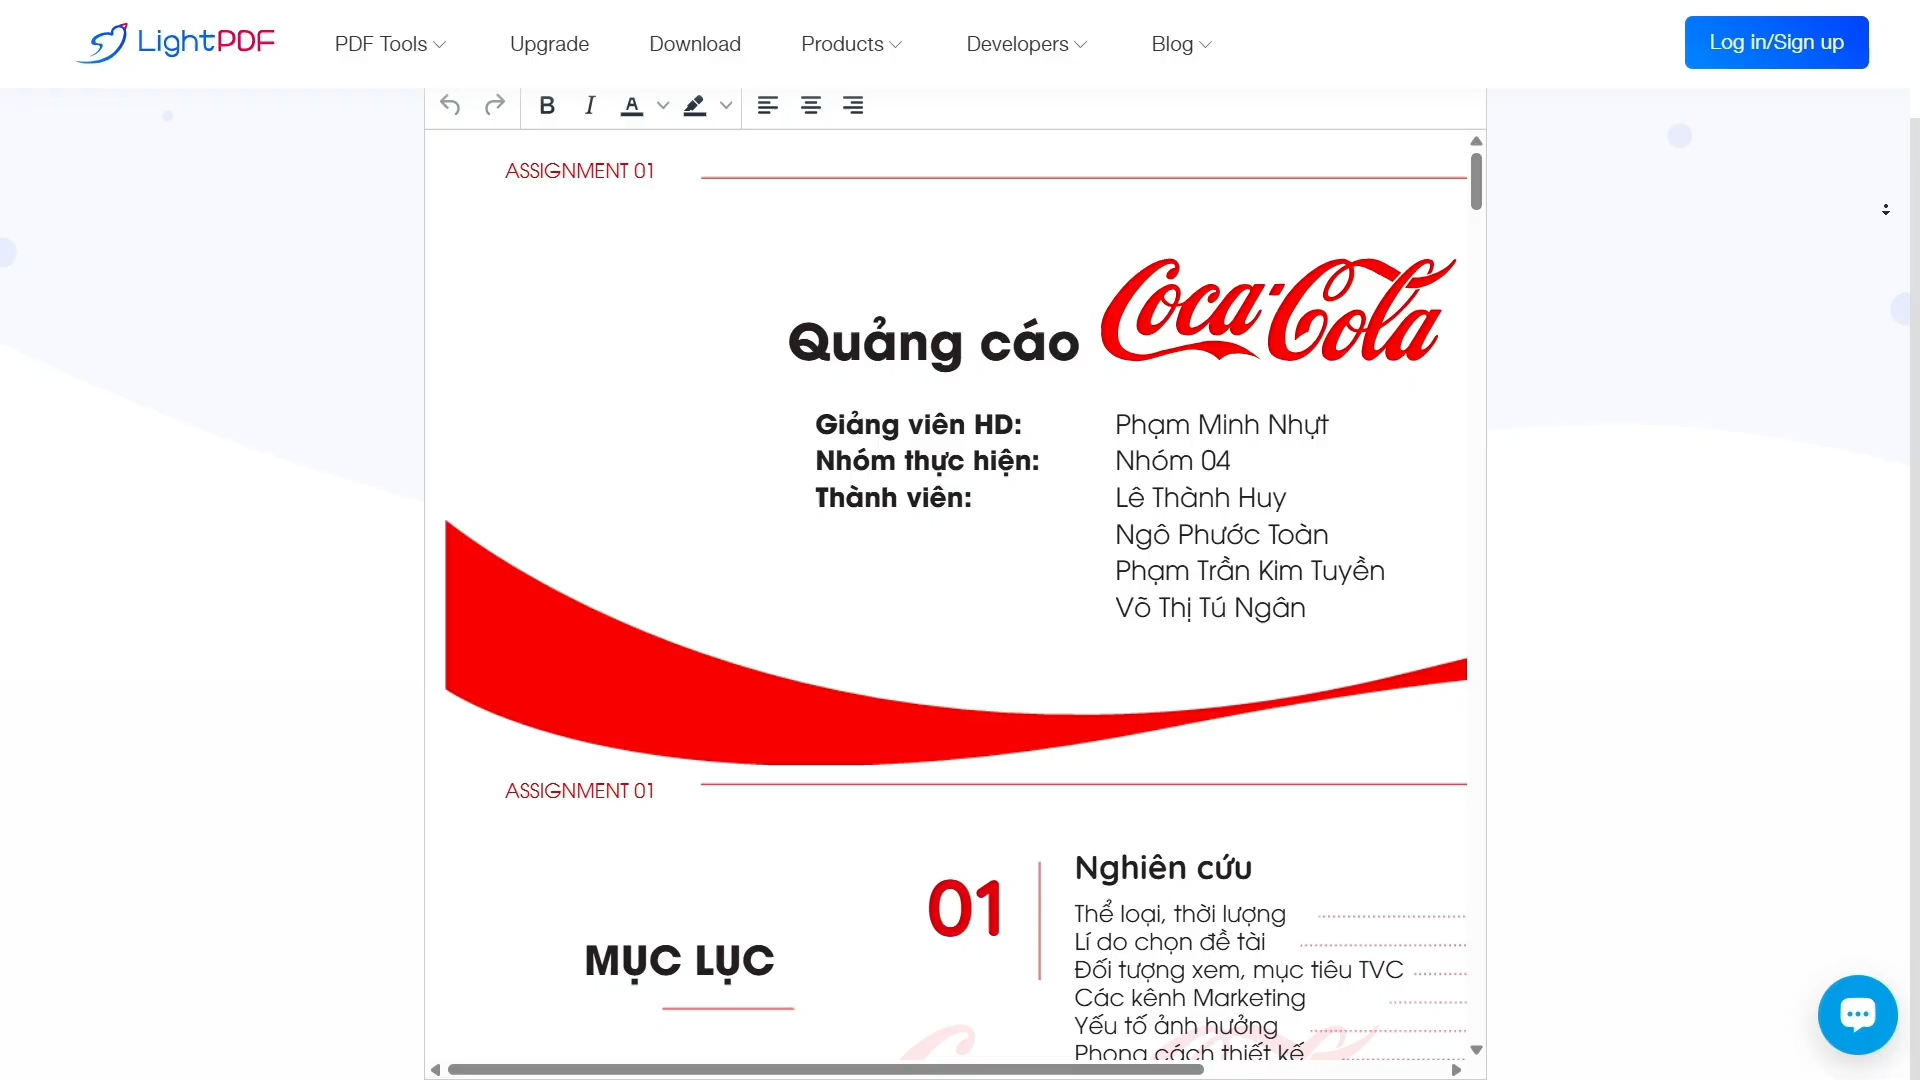 LightPDF
PDF Tools
Upgrade
Download
Products
Developers
Blog
Log in/Sign up
B I A
ASSIGNMENT 01
Quảng cáo Coca-Cola
Giảng viên HD: Phạm Minh Nhựt
Nhóm thực hiện: Nhóm 04
Thành viên: Lê Thành Huy
Ngô Phước Toàn
Phạm Trần Kim Tuyền
Võ Thị Tú Ngân
ASSIGNMENT 01
MỤC LỤC
01
Nghiên cứu
Thể loại, thời lượng
Lí do chọn đề tài
Đối tượng xem, mục tiêu TVC
Các kênh Marketing
Yếu tố ảnh hưởng
Phong cách thiết kế